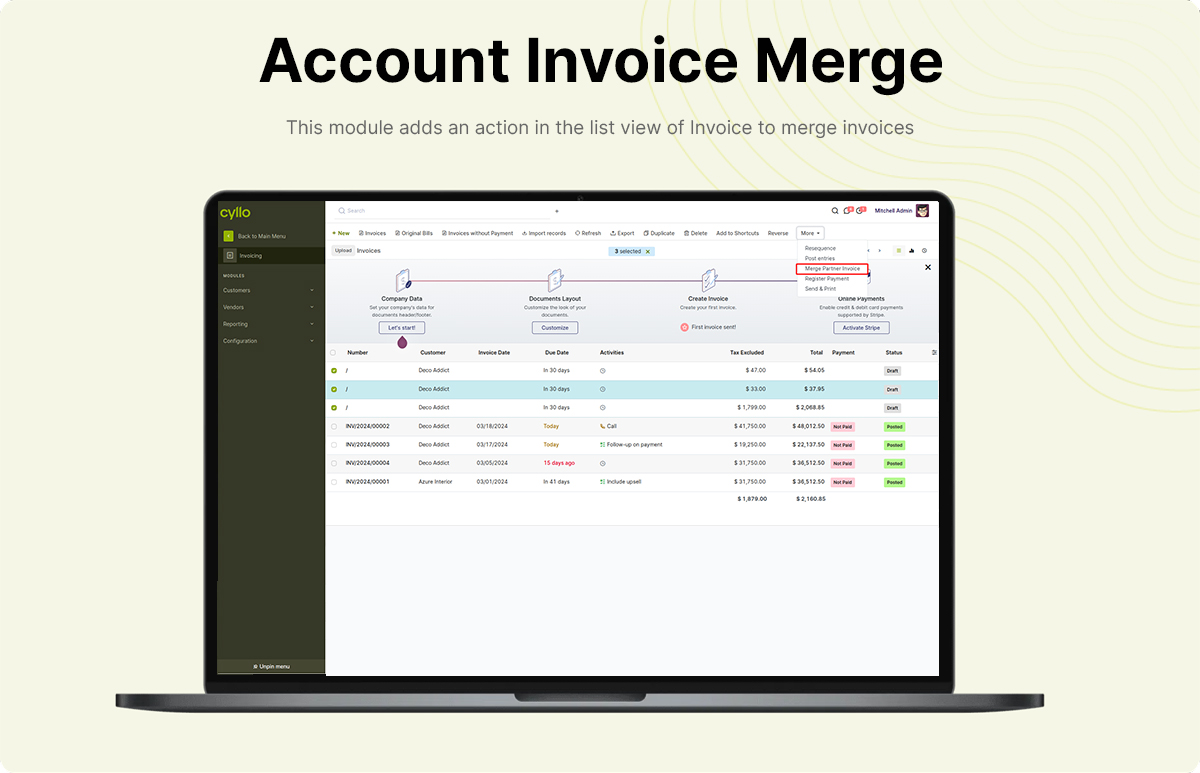 Account Invoice Merge
This module adds an action in the list view of Invoice to merge invoices
cyllo
Search
Mitchell Admin
Back to Main Menu
Invoicing
MODULES
Customers
Vendors
Reporting
Configuration
Unpin menu
New Invoices Original Bills Invoices without Payment Import records Refresh Export Duplicate Delete Add to Shortcuts Reverse More
Upload Invoices
3 selected
Resequence
Post entries
Merge Partner Invoice
Register Payment
Send & Print
Company Data
Set your company's data for
documents header/footer.
Let's start!
Documents Layout
Customize the look of your
documents.
Customize
Create Invoice
Create your first invoice.
First invoice sent!
Online Payments
Enable credit & debit card payments
supported by Stripe.
Activate Stripe
Number Customer Invoice Date Due Date Activities Tax Excluded Total Payment Status
/ Deco Addict In 30 days $ 47.00 $ 54.05 Draft
/ Deco Addict In 30 days $ 33.00 $ 37.95 Draft
/ Deco Addict In 30 days $ 1,799.00 $ 2,068.85 Draft
INV/2024/00002 Deco Addict 03/18/2024 Today Call $ 41,750.00 $ 48,012.50 Not Paid Posted
INV/2024/00003 Deco Addict 03/17/2024 Today Follow-up on payment $ 19,250.00 $ 22,137.50 Not Paid Posted
INV/2024/00004 Deco Addict 03/05/2024 15 days ago $ 31,750.00 $ 36,512.50 Not Paid Posted
INV/2024/00001 Azure Interior 03/01/2024 In 41 days Include upsell $ 31,750.00 $ 36,512.50 Not Paid Posted
$ 1,879.00 $ 2,160.85